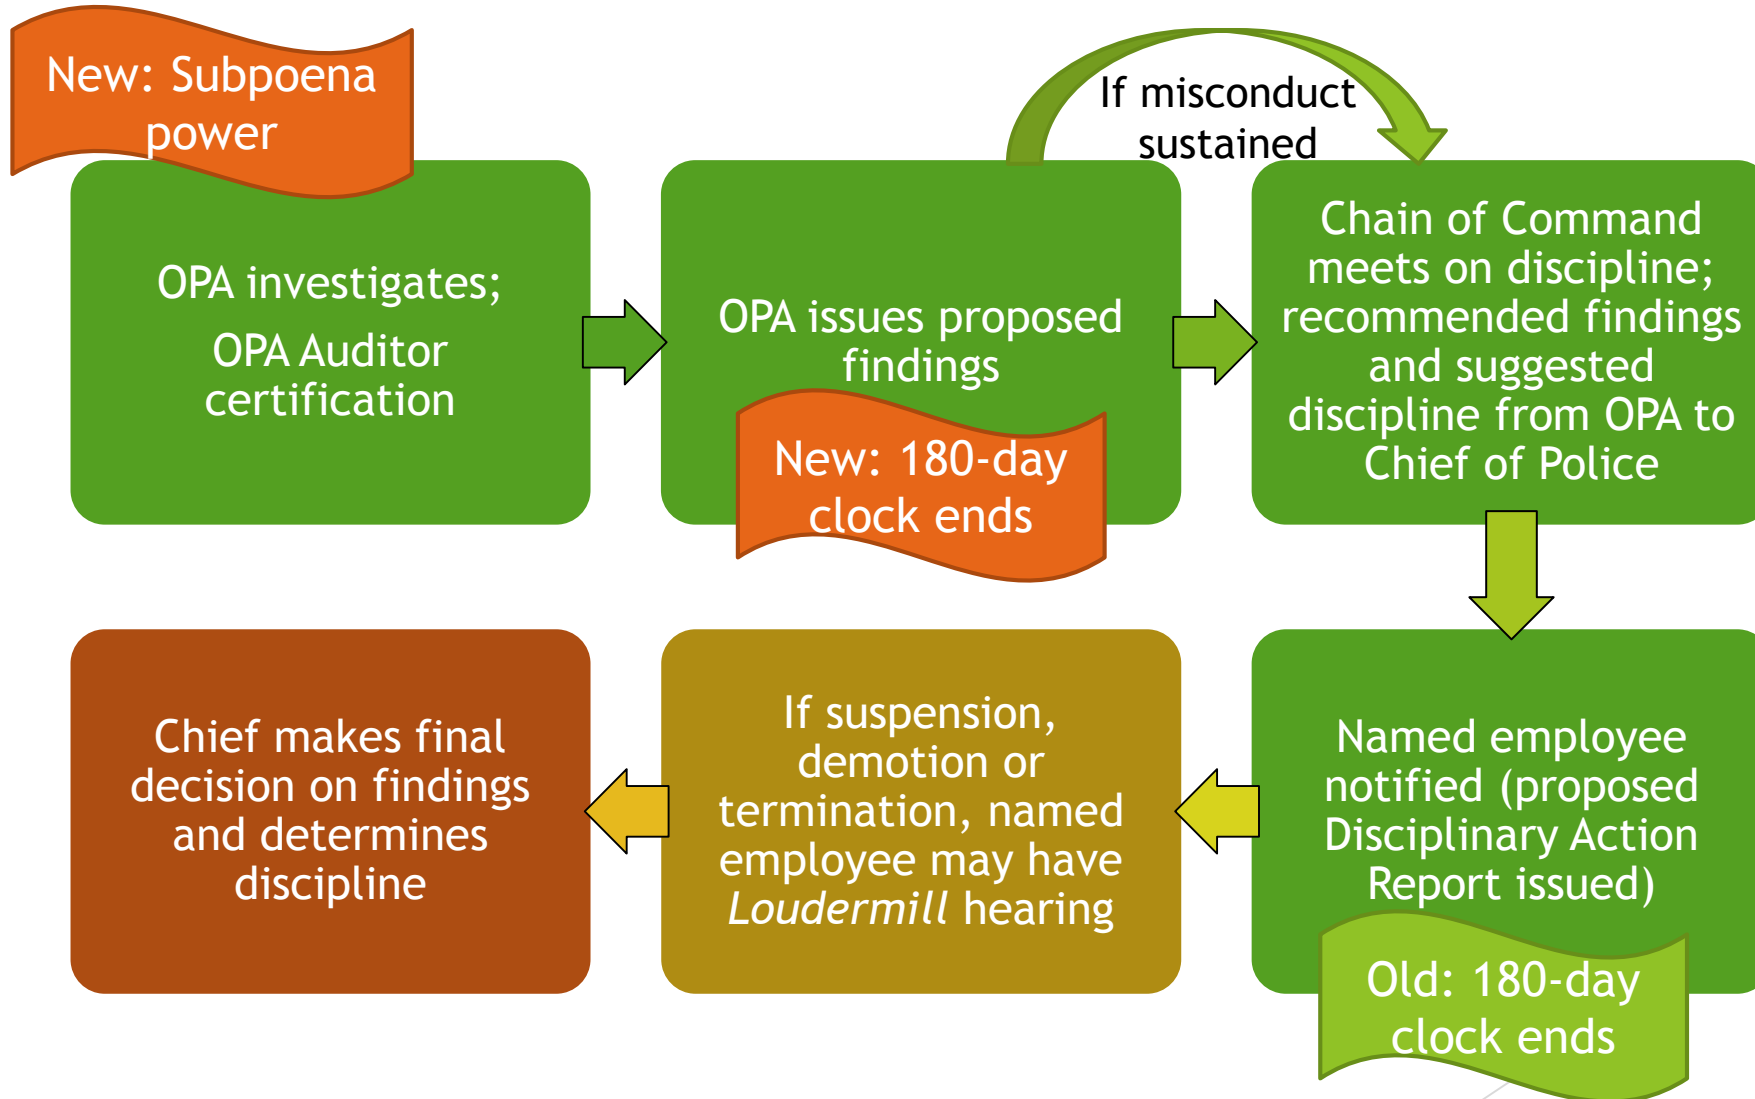 New: Subpoena
power
If misconduct
sustained
OPA investigates;
OPA Auditor
certification
OPA issues proposed
findings
New: 180-day
clock ends
Chain of Command
meets on discipline;
recommended findings
and suggested
discipline from OPA to
Chief of Police
Named employee
notified (proposed
Disciplinary Action
Report issued)
Old: 180-day
clock ends
If suspension,
demotion or
termination, named
employee may have
Loudermill hearing
Chief makes final
decision on findings
and determines
discipline